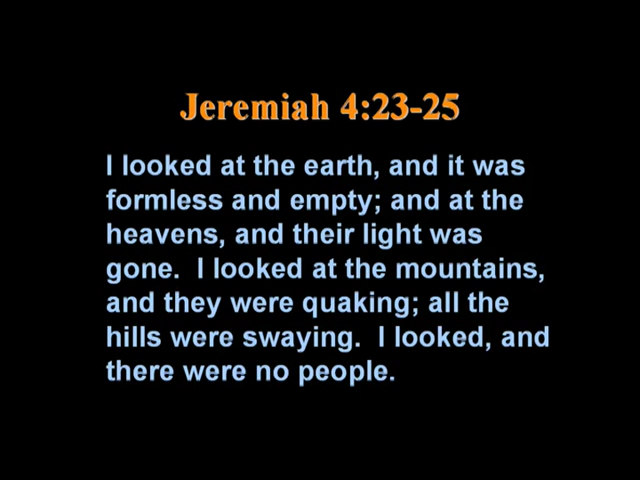 Jeremiah 4:23-25
I looked at the earth, and it was
formless and empty; and at the
heavens, and their light was
gone.  I looked at the mountains,
and they were quaking; all the
hills were swaying.  I looked, and
there were no people.